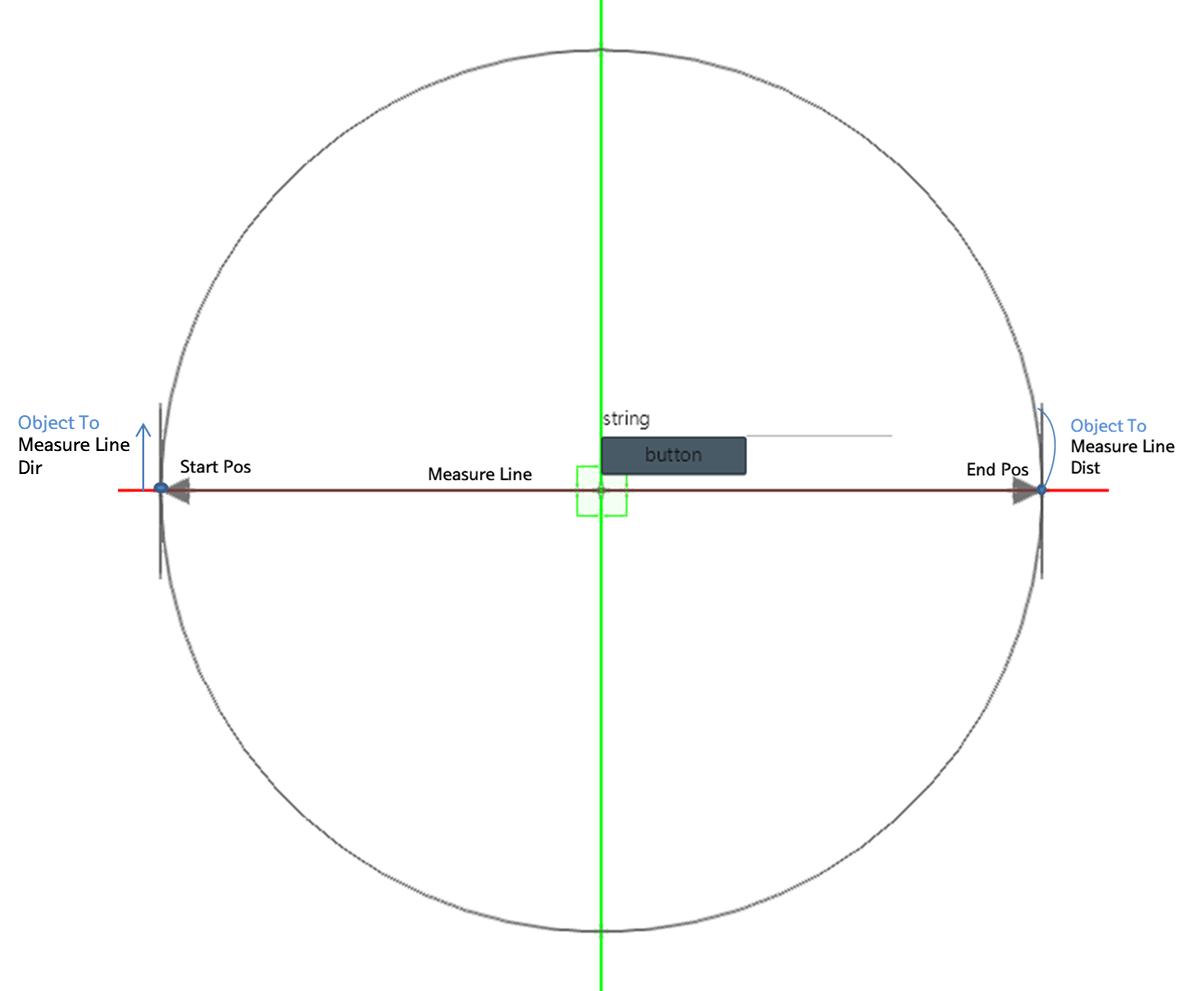 string
Object To
Measure Line
Dir
Start Pos
Measure Line
button
End Pos
Object To
Measure Line
Dist